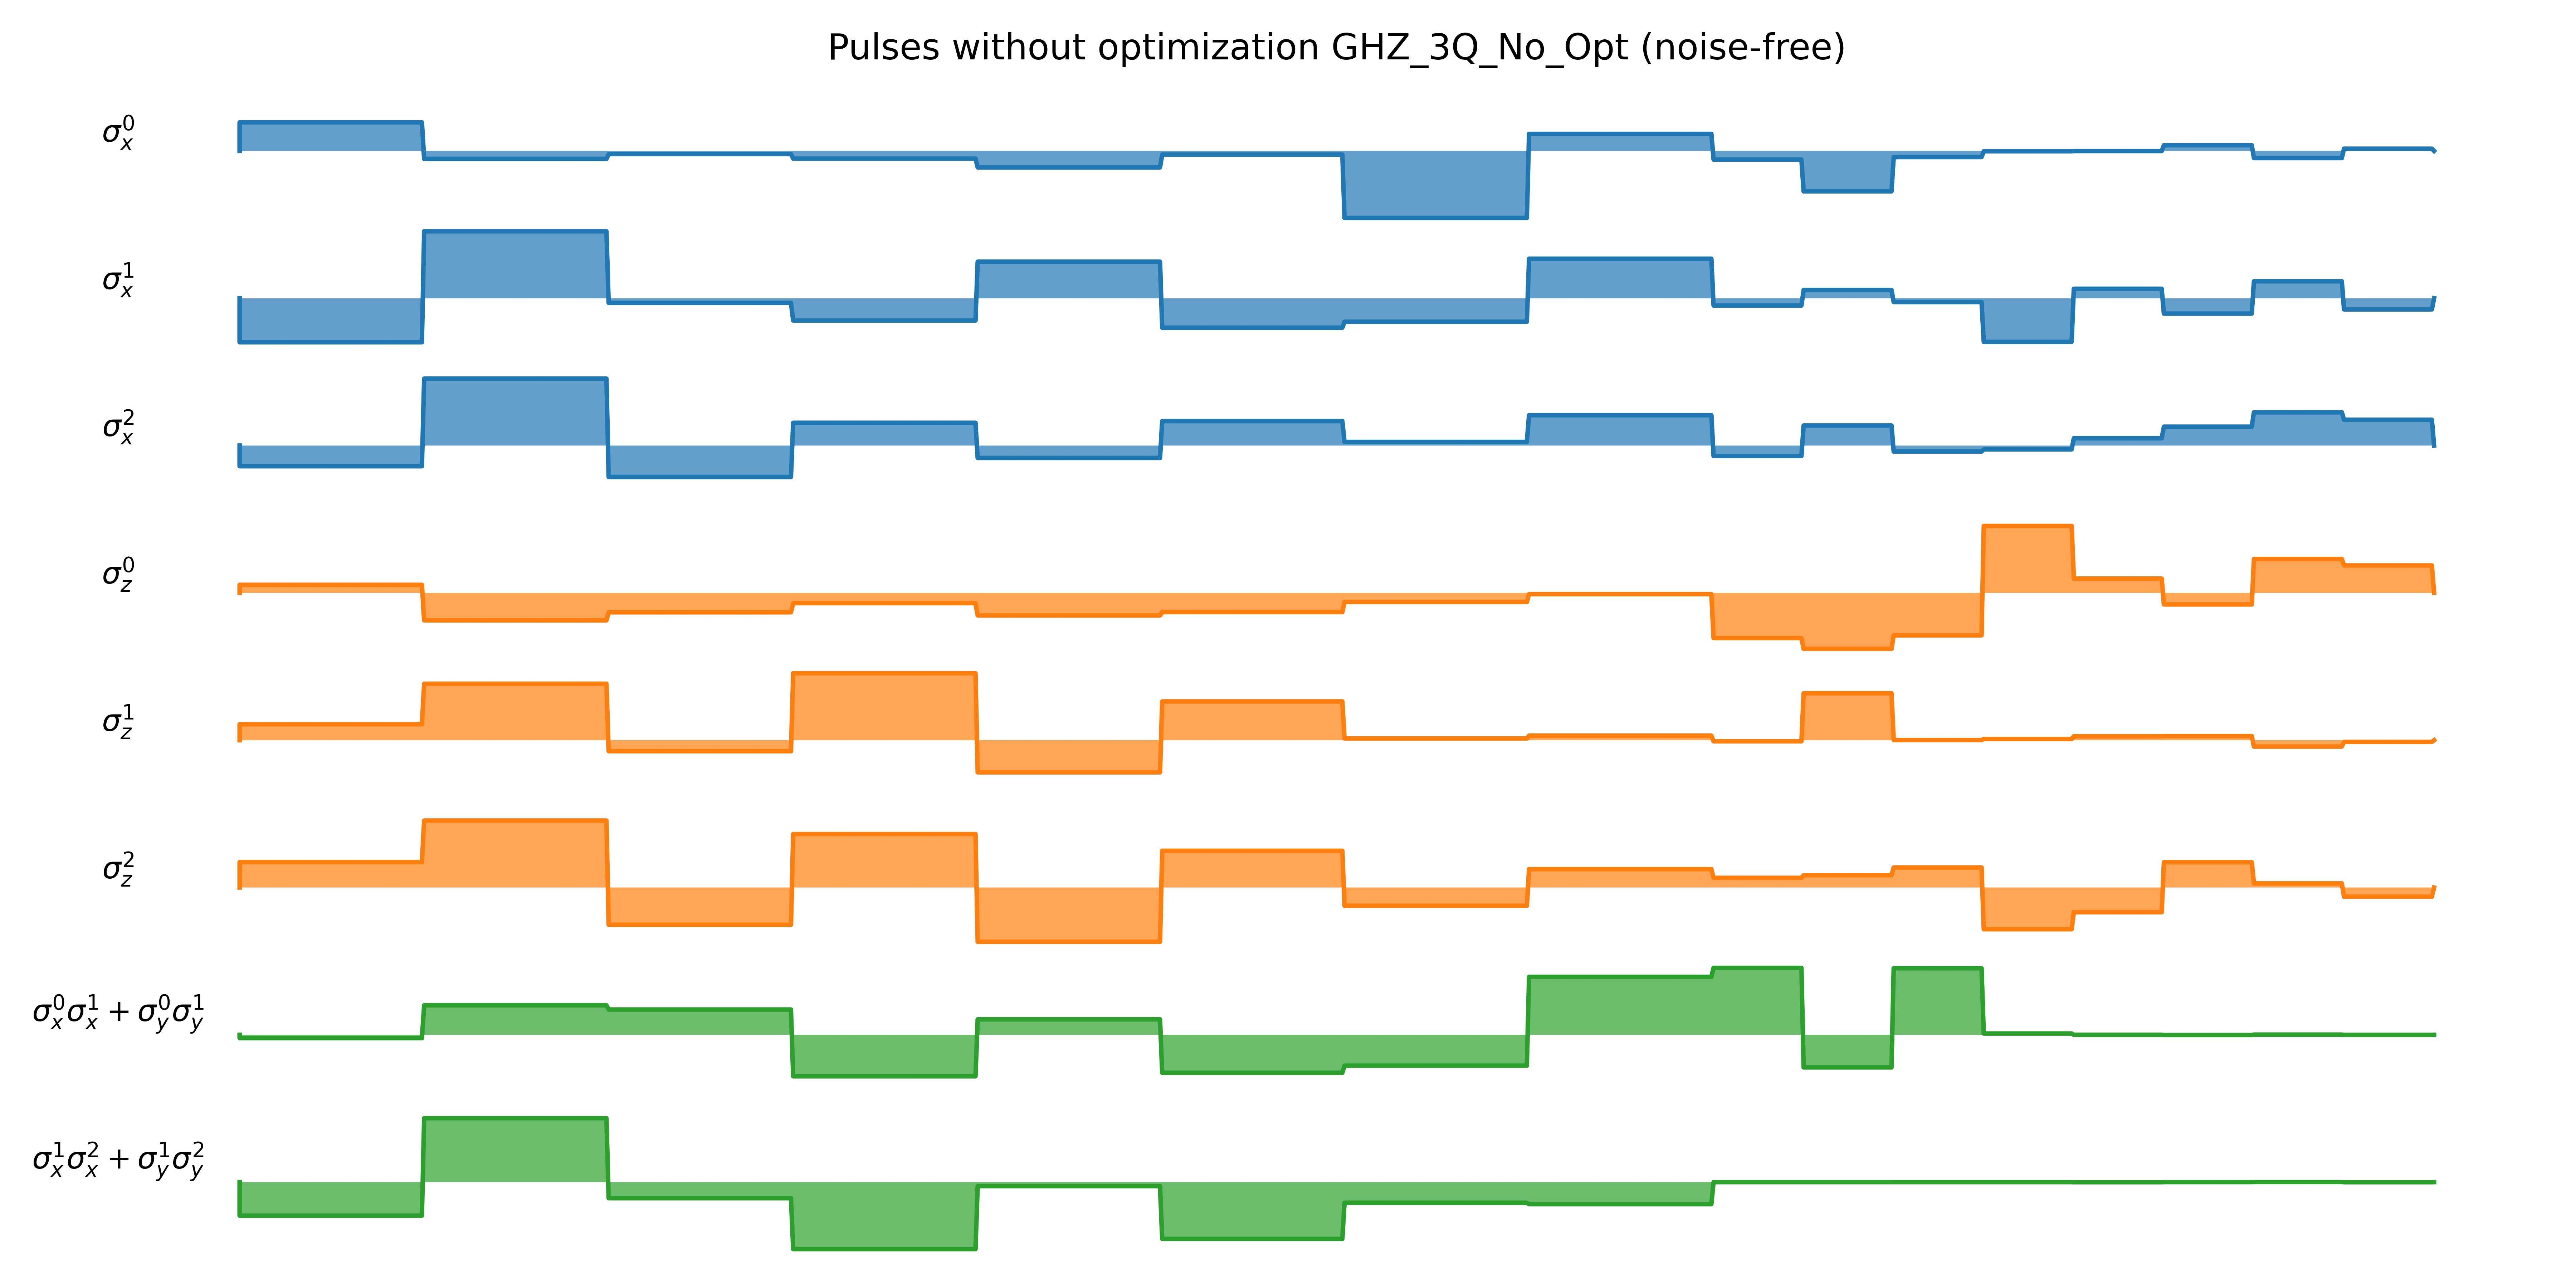 Pulses without optimization GHZ_3Q_No_Opt (noise-free)
σ_x^0
σ_x^1
σ_x^2
σ_z^0
σ_z^1
σ_z^2
σ_x^0σ_x^1 + σ_y^0σ_y^1
σ_x^1σ_x^2 + σ_y^1σ_y^2